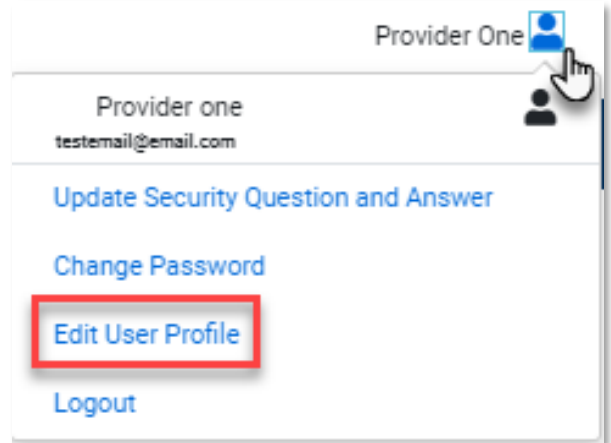 Provider One
Provider one
testemail@email.com
Update Security Question and Answer
Change Password
Edit User Profile
Logout